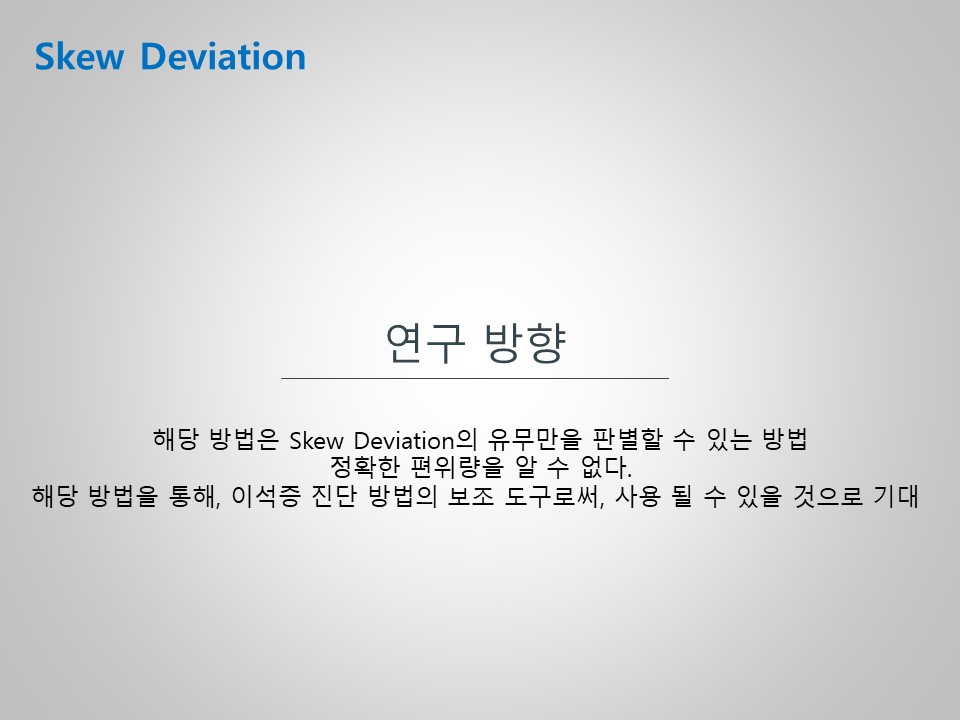 Skew Deviation
연구 방향
해당 방법은 Skew Deviation의 유무만을 판별할 수 있는 방법
정확한 편위량을 알 수 없다.
해당 방법을 통해, 이석증 진단 방법의 보조 도구로써, 사용 될 수 있을 것으로 기대